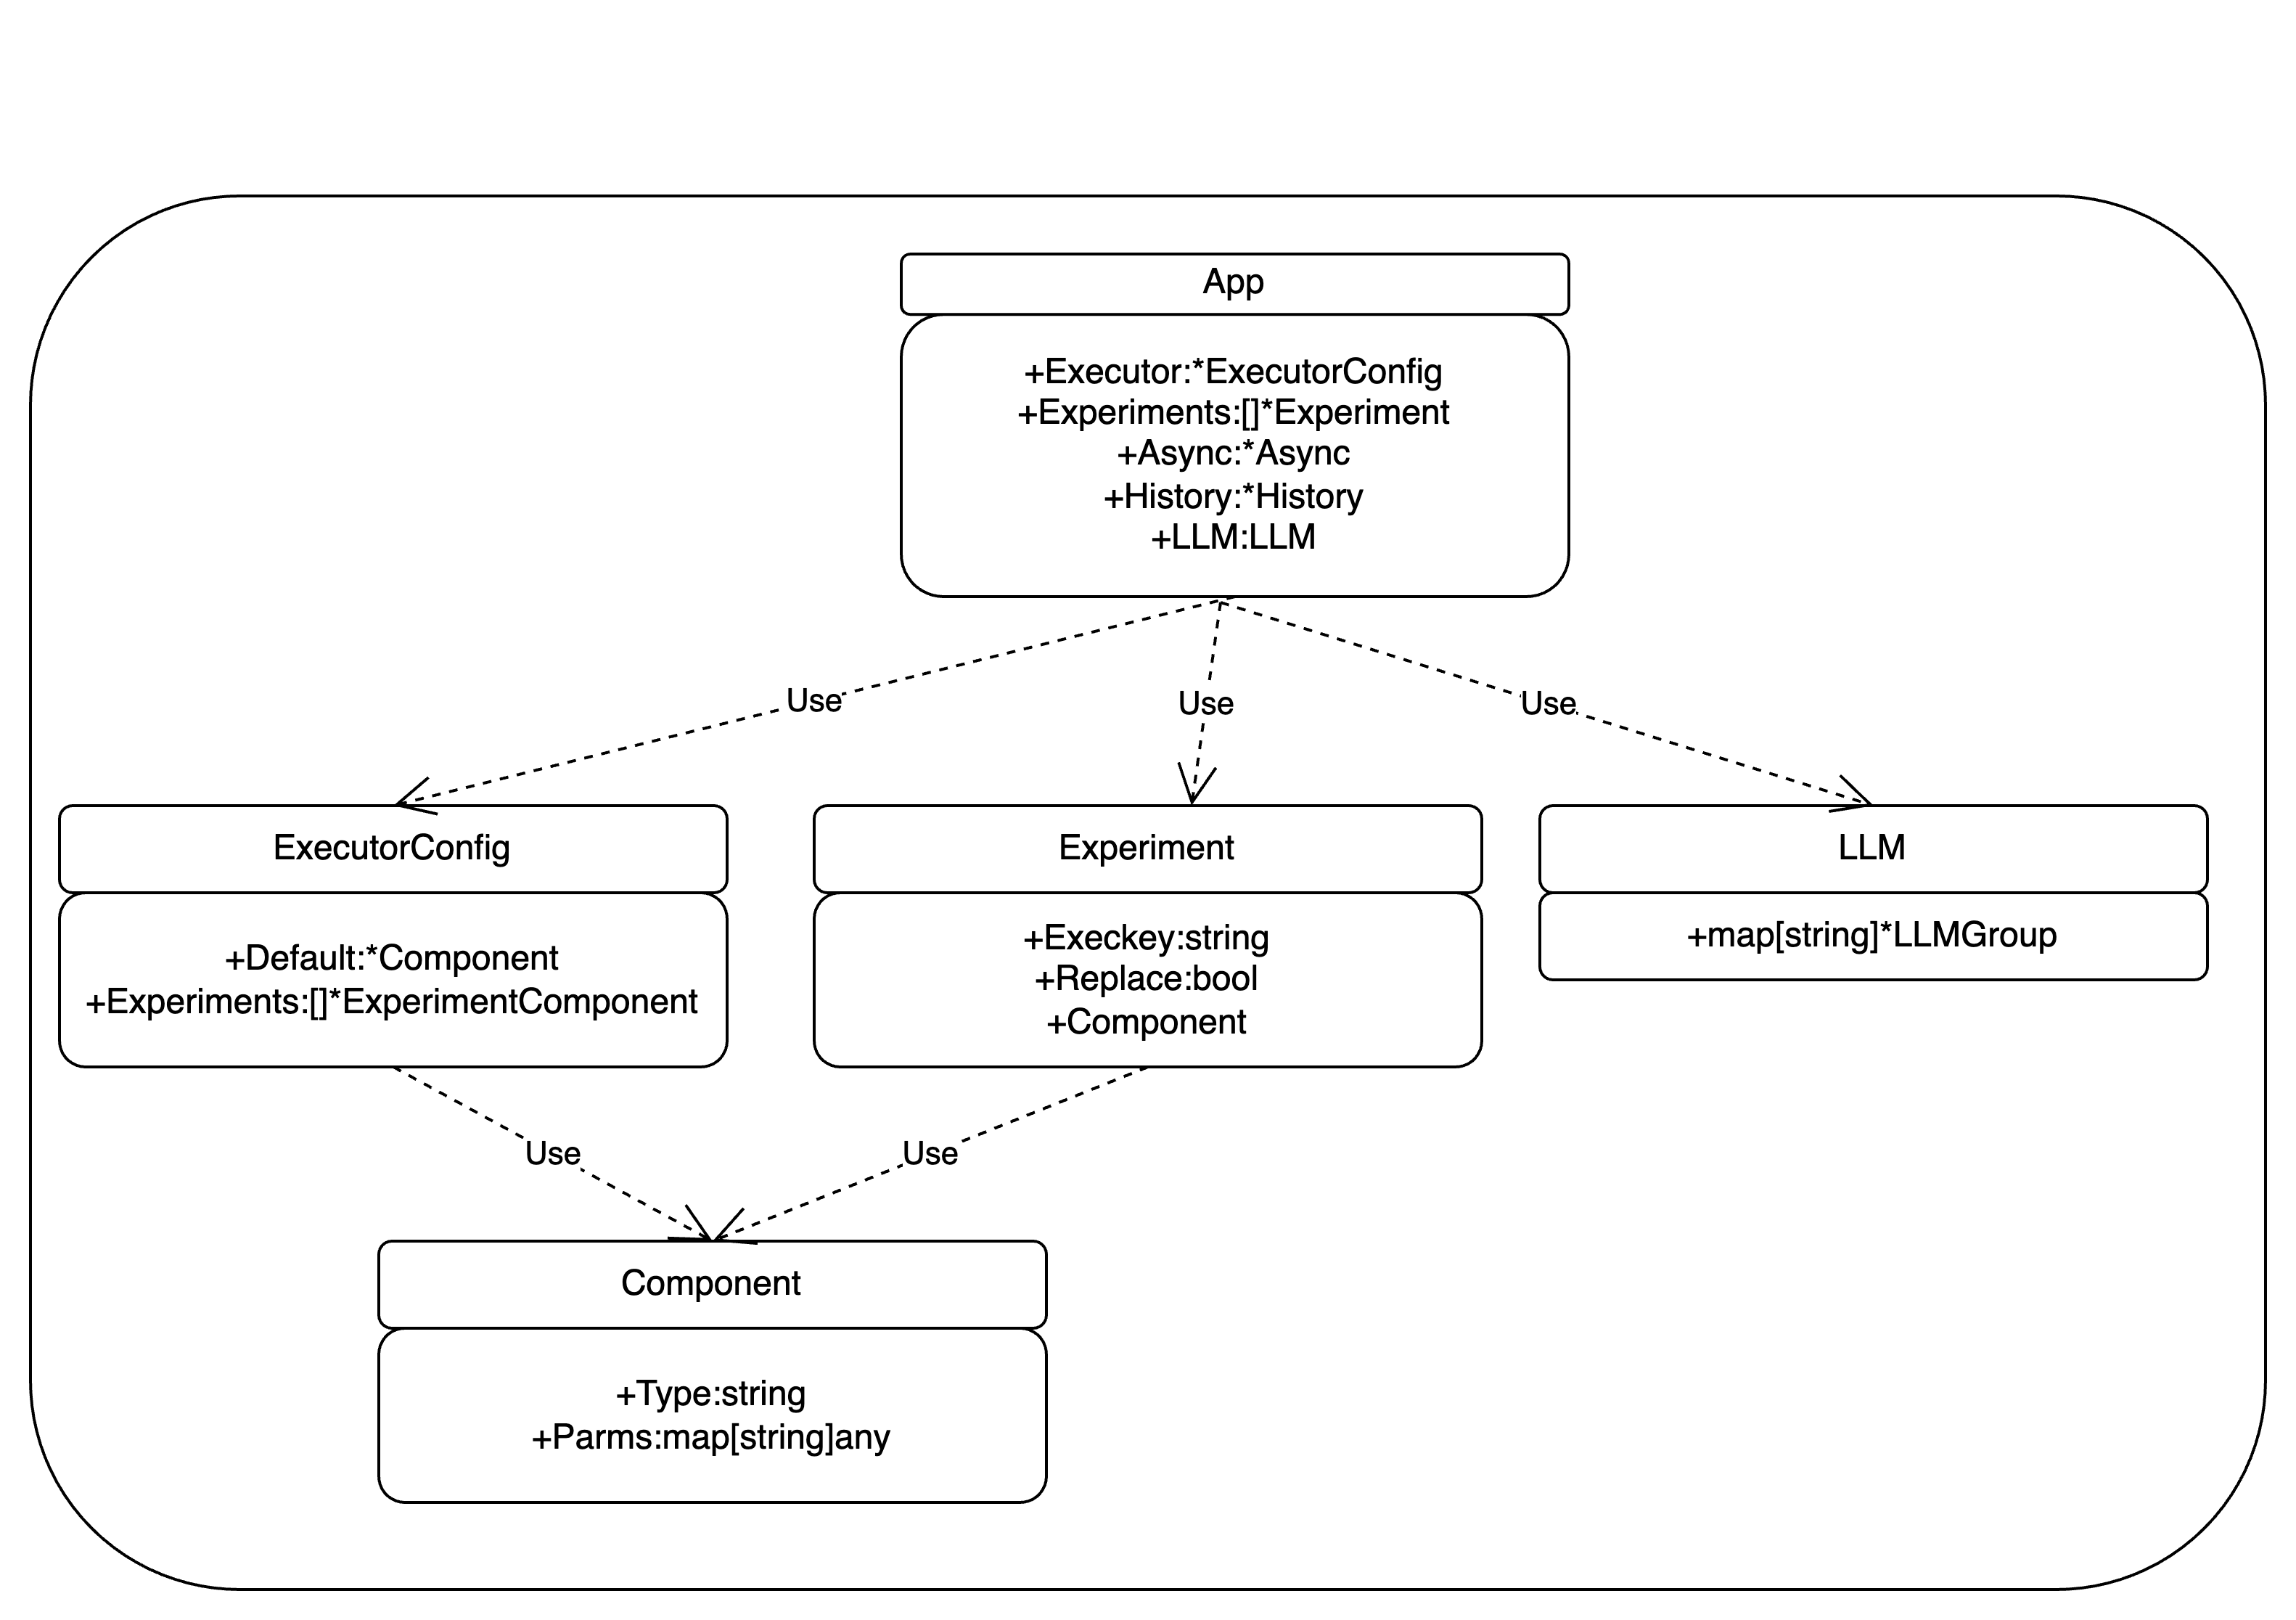 App
+Executor:*ExecutorConfig
+Experiments:[]*Experiment
+Async:*Async
+History:*History
+LLM:LLM
Use
Use
Use
ExecutorConfig
+Default:*Component
+Experiments:[]*ExperimentComponent
Experiment
+Execkey:string
+Replace:bool
+Component
LLM
+map[string]*LLMGroup
Use
Use
Component
+Type:string
+Parms:map[string]any